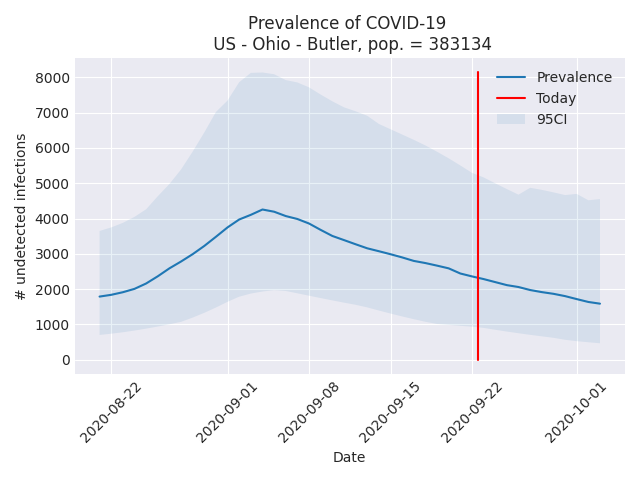 Prevalence of COVID-19
US - Ohio - Butler, pop. = 383134
8000
7000
6000
5000
4000
3000
2000
1000
0
# undetected infections
Prevalence
Today
95CI
2020-08-22
2020-09-01
2020-09-08
2020-09-15
2020-09-22
2020-10-01
Date